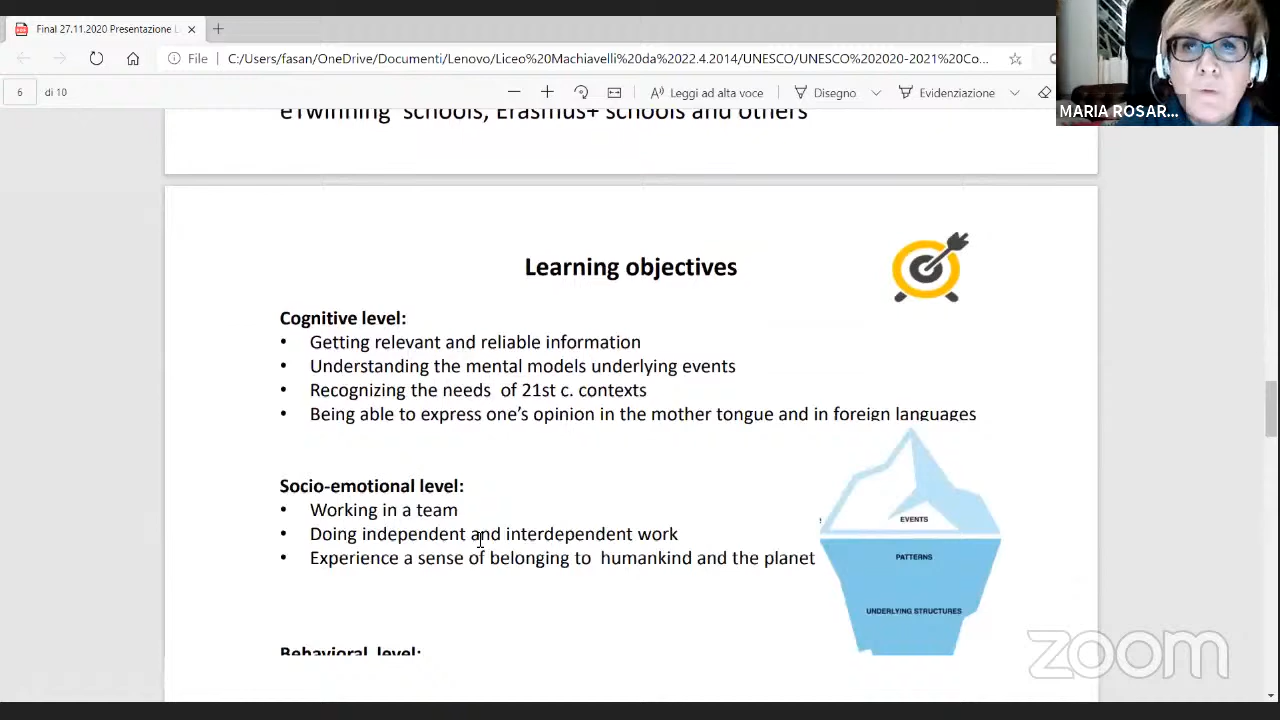 Final 27.11.2020 Presentazione L
File
C:/Users/fasan/OneDrive/Documenti/Lenovo/Liceo%20Machiavelli%20da%2022.4.2014/UNESCO/UNESCO%202020-2021%20Co...
6 di 10
Leggi ad alta voce
Disegno
Evidenziazione
MARIA ROSAR...
eTwinning schools, Erasmus+ schools and others
Learning objectives
Cognitive level:
• Getting relevant and reliable information
• Understanding the mental models underlying events
• Recognizing the needs of 21st c. contexts
• Being able to express one’s opinion in the mother tongue and in foreign languages
Socio-emotional level:
• Working in a team
• Doing independent and interdependent work
• Experience a sense of belonging to humankind and the planet
EVENTS
PATTERNS
UNDERLYING STRUCTURES
Behavioral level:
zoom